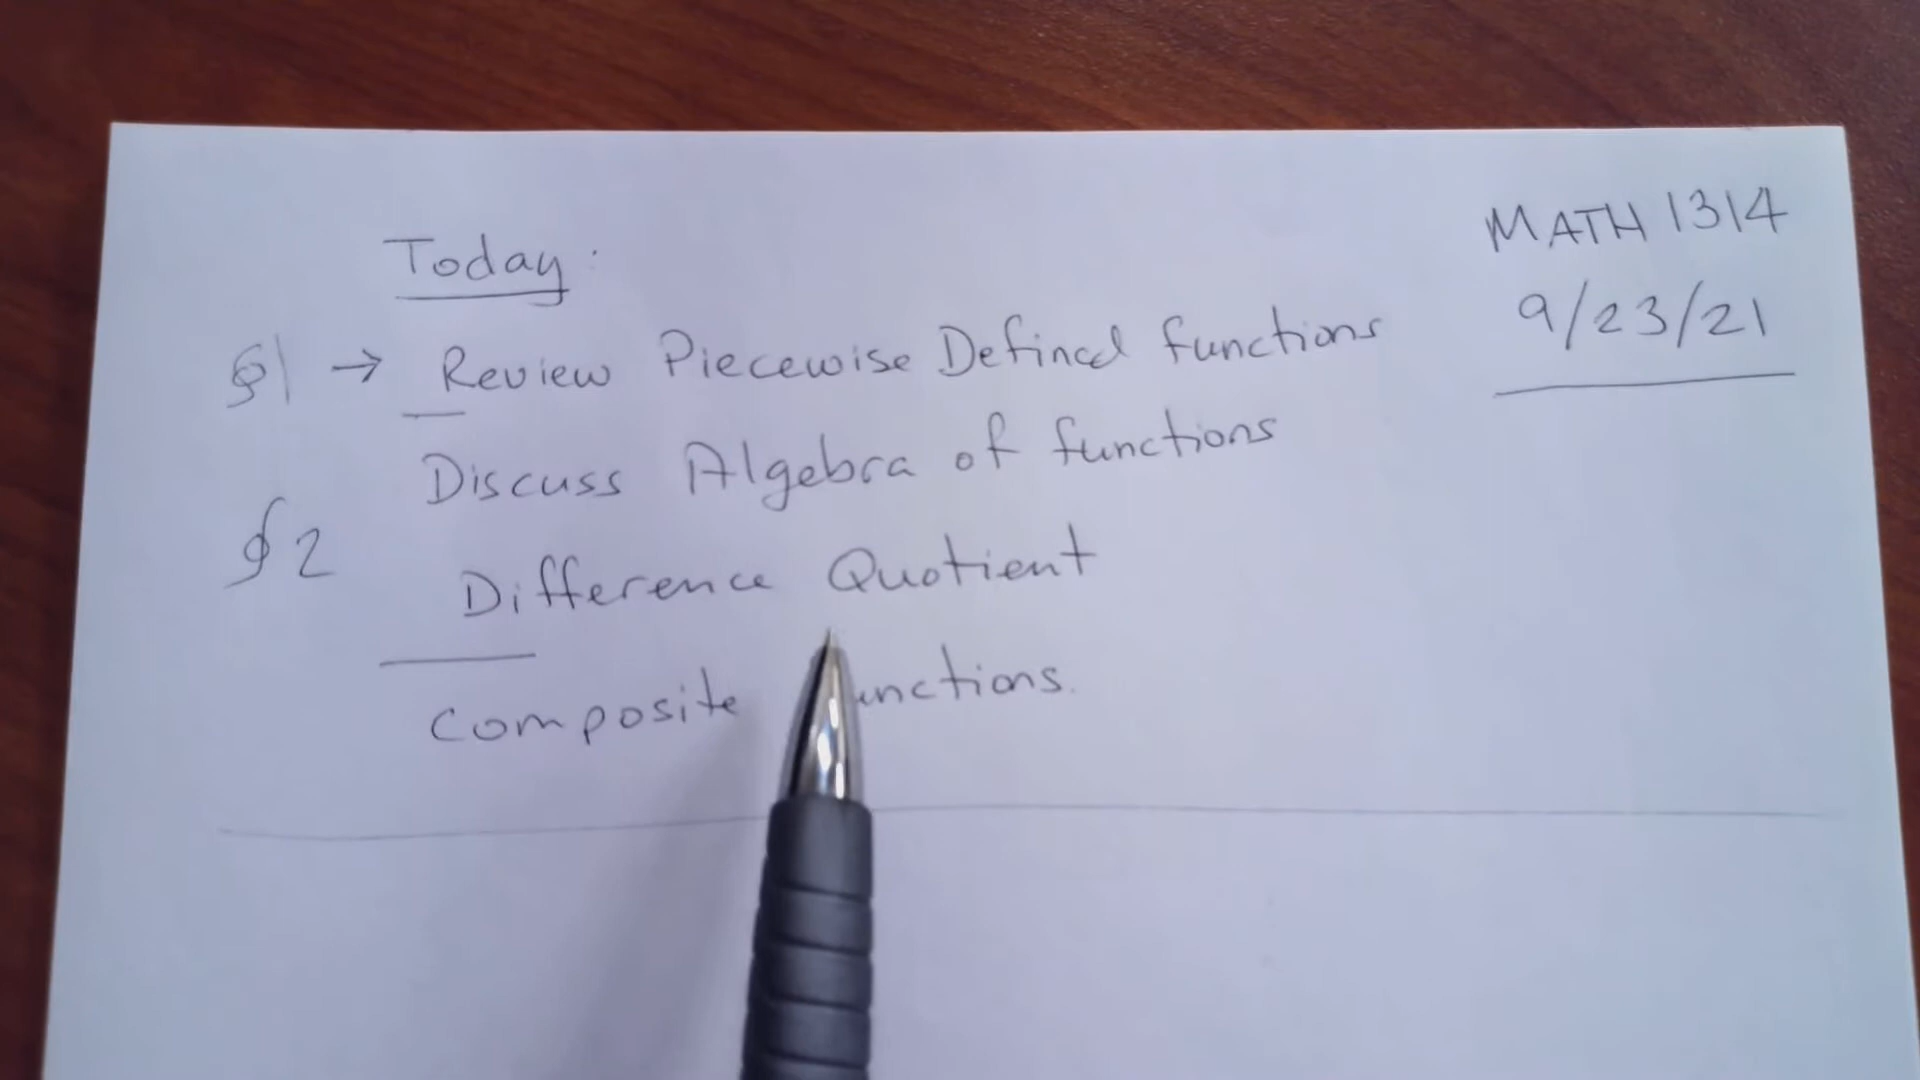 Today:
MATH 1314
9/23/21
§1 → Review Piecewise Defined functions
Discuss Algebra of functions
§2
Difference Quotient
Composite unctions.